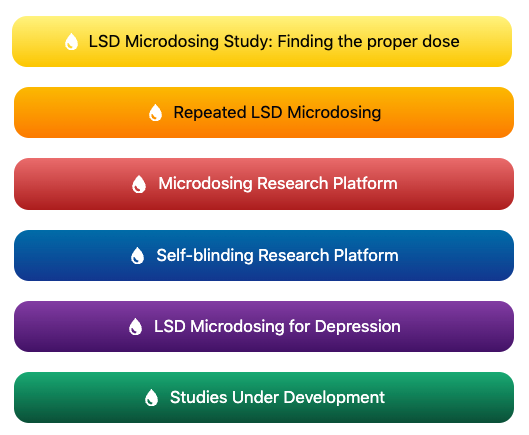 LSD Microdosing Study: Finding the proper dose
Repeated LSD Microdosing
Microdosing Research Platform
Self-blinding Research Platform
LSD Microdosing for Depression
Studies Under Development